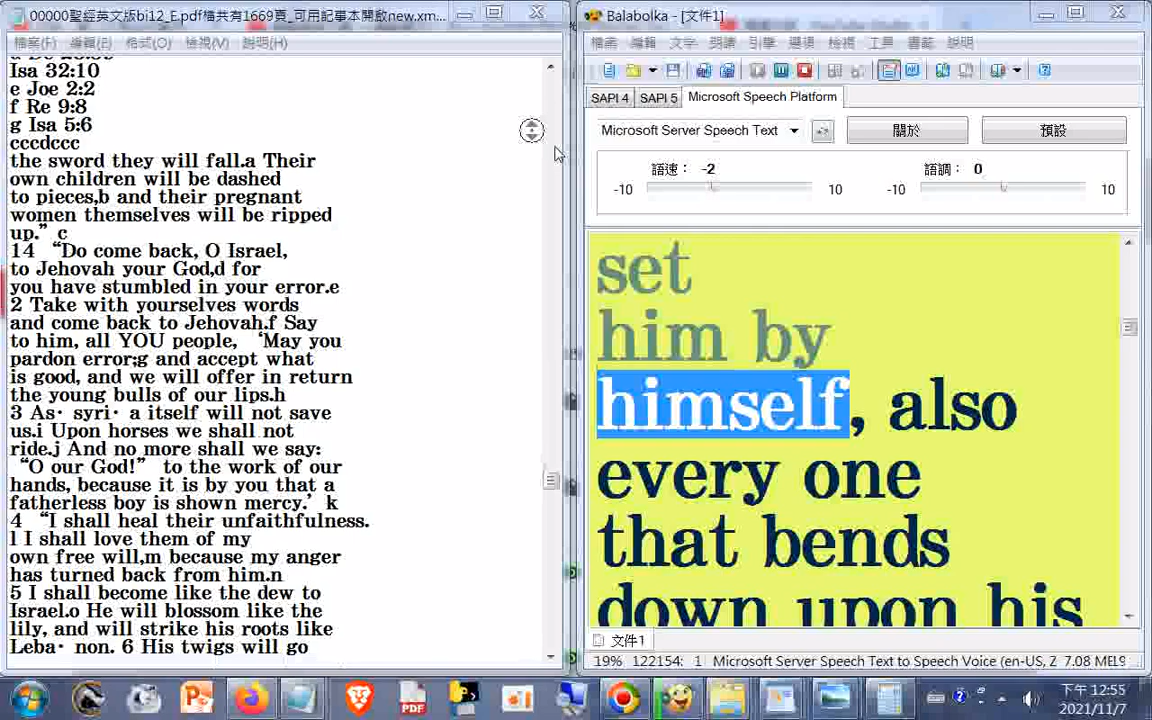 00000聖經英文版bi12_E.pdf檔共有1669頁_可用記事本開啟new.xm...
檔案(F) 編輯(E) 格式(O) 檢視(V) 說明(H)
Isa 32:10
e Joe 2:2
f Re 9:8
g Isa 5:6
cccdccc
the sword they will fall.a Their
own children will be dashed
to pieces,b and their pregnant
women themselves will be ripped
up.” c
14 “Do come back, O Israel,
to Jehovah your God,d for
you have stumbled in your error.e
2 Take with yourselves words
and come back to Jehovah.f Say
to him, all YOU people, ‘May you
pardon error;g and accept what
is good, and we will offer in return
the young bulls of our lips.h
3 As· syri· a itself will not save
us.i Upon horses we shall not
ride.j And no more shall we say:
“O our God!” to the work of our
hands, because it is by you that a
fatherless boy is shown mercy.’ k
4 “I shall heal their unfaithfulness.
l I shall love them of my
own free will,m because my anger
has turned back from him.n
5 I shall become like the dew to
Israel.o He will blossom like the
lily, and will strike his roots like
Leba· non. 6 His twigs will go
Balabolka - [文件1]
檔案 編輯 文字 朗讀 引擎 選項 檢視 工具 書籤 說明
SAPI 4 SAPI 5 Microsoft Speech Platform
Microsoft Server Speech Text 關於 預設
語速： -2 語調： 0
-10 10 -10 10
set
him by
himself, also
every one
that bends
down upon his
文件1
19% 122154: 1 Microsoft Server Speech Text to Speech Voice (en-US, Z 7.08 MB
PDF
下午 12:55
2021/11/7